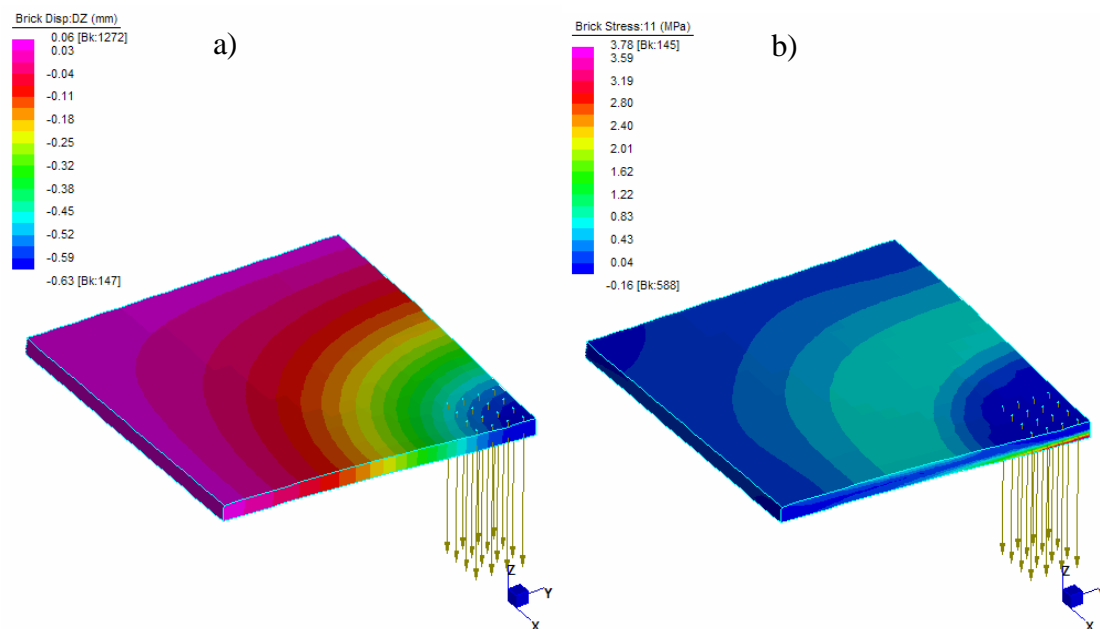 Brick Disp:DZ (mm)
0.06 [Bk:1272]
0.03
-0.04
-0.11
-0.18
-0.25
-0.32
-0.38
-0.45
-0.52
-0.59
-0.63 [Bk:147]
a)
Z
Y
X
Brick Stress:11 (MPa)
3.78 [Bk:145]
3.59
3.19
2.80
2.40
2.01
1.62
1.22
0.83
0.43
0.04
-0.16 [Bk:588]
b)
Z
Y
X